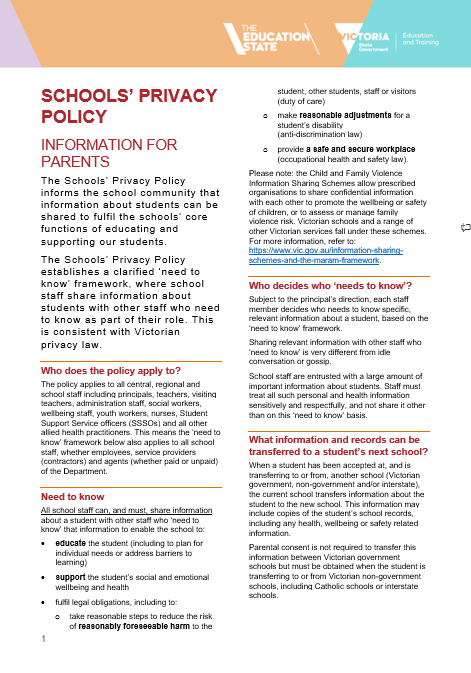 THE
EDUCATION
STATE
VICTORIA
State
Government
Education
and Training
SCHOOLS' PRIVACY
POLICY
INFORMATION FOR
PARENTS
The Schools' Privacy Policy
informs the school community that
information about students can be
shared to fulfil the schools' core
functions of educating and
supporting our students.
The Schools' Privacy Policy
establishes a clarified 'need to
know' framework, where school
staff share information about
students with other staff who need
to know as part of their role. This
is consistent with Victorian
privacy law.
Who does the policy apply to?
The policy applies to all central, regional and
school staff including principals, teachers, visiting
teachers, administration staff, social workers,
wellbeing staff, youth workers, nurses, Student
Support Service officers (SSSOs) and all other
allied health practitioners. This means the 'need to
know' framework below also applies to all school
staff, whether employees, service providers
(contractors) and agents (whether paid or unpaid)
of the Department.
Need to know
All school staff can, and must, share information
about a student with other staff who 'need to
know' that information to enable the school to:
• educate the student (including to plan for
individual needs or address barriers to
learning)
• support the student's social and emotional
wellbeing and health
• fulfil legal obligations, including to:
o take reasonable steps to reduce the risk
of reasonably foreseeable harm to the
1
student, other students, staff or visitors
(duty of care)
o make reasonable adjustments for a
student's disability
(anti-discrimination law)
o provide a safe and secure workplace
(occupational health and safety law).
Please note: the Child and Family Violence
Information Sharing Schemes allow prescribed
organisations to share confidential information
with each other to promote the wellbeing or safety
of children, or to assess or manage family
violence risk. Victorian schools and a range of
other Victorian services fall under these schemes.
For more information, refer to:
https://www.vic.gov.au/information-sharing-
schemes-and-the-maram-framework.
Who decides who 'needs to know'?
Subject to the principal's direction, each staff
member decides who needs to know specific,
relevant information about a student, based on the
'need to know' framework.
Sharing relevant information with other staff who
'need to know' is very different from idle
conversation or gossip.
School staff are entrusted with a large amount of
important information about students. Staff must
treat all such personal and health information
sensitively and respectfully, and not share it other
than on this 'need to know' basis.
What information and records can be
transferred to a student's next school?
When a student has been accepted at, and is
transferring to, another school (Victorian
government, non-government and/or interstate),
the current school transfers information about the
student to the new school. This information may
include copies of the student's school records,
including any health, wellbeing or safety related
information.
Parental consent is not required to transfer this
information between Victorian government
schools but must be obtained when the student is
transferring to or from Victorian non-government
schools, including Catholic schools or interstate
schools.